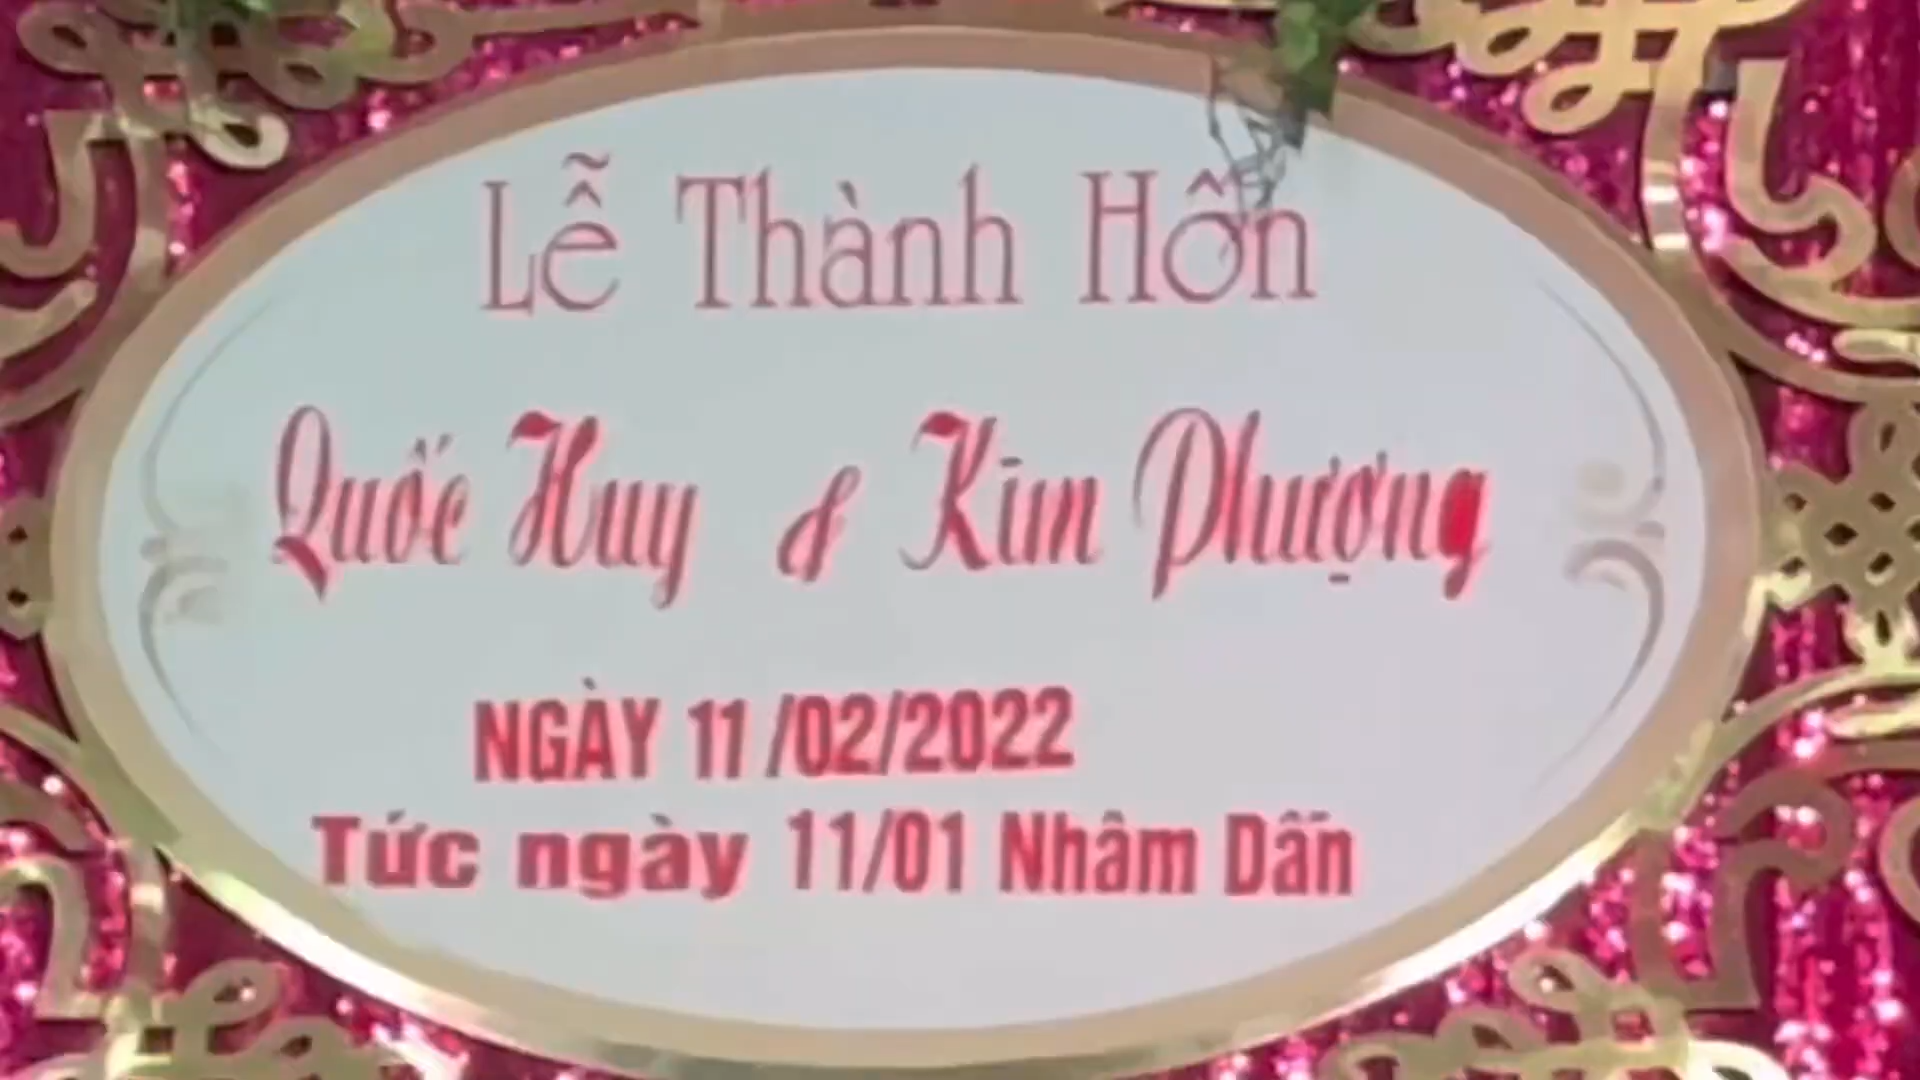 Lễ Thành Hôn
Quốc Huy & Kim Phượng
NGÀY 11/02/2022
Tức ngày 11/01 Nhâm Dần